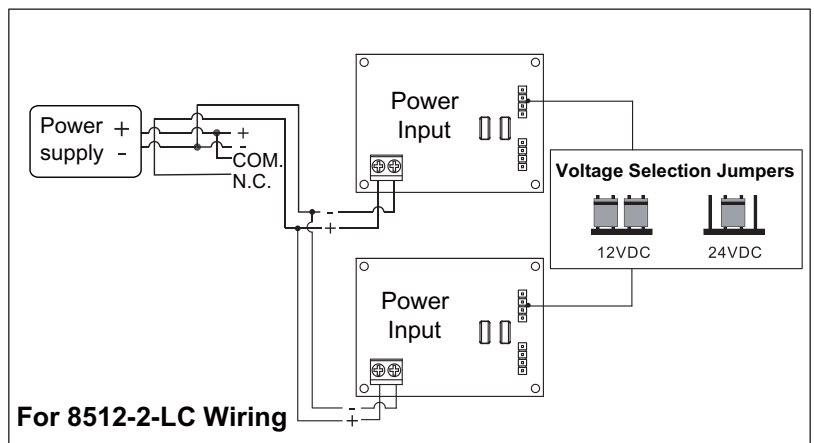 Power
supply
+
-
+
-
COM.
N.C.
Power
Input
-
+
Voltage Selection Jumpers
12VDC
24VDC
Power
Input
-
+
For 8512-2-LC Wiring